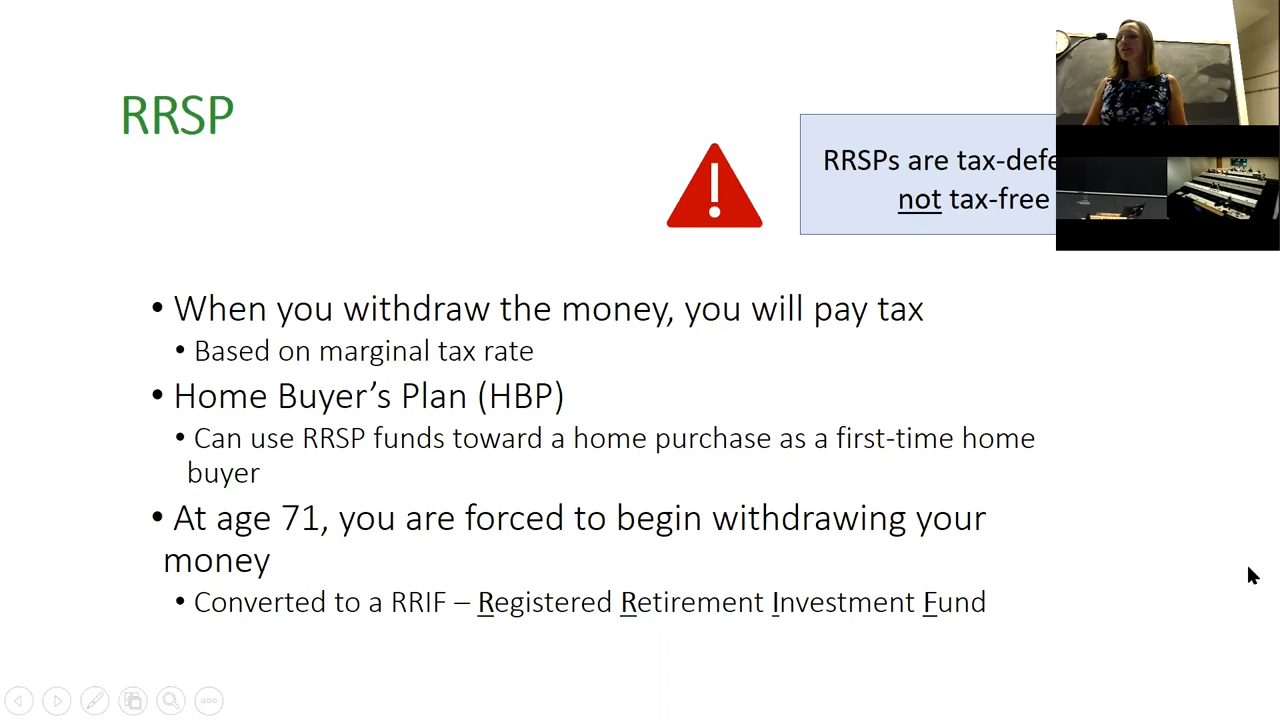 RRSP
RRSPs are
not tax-free
• When you withdraw the money, you will pay tax
• Based on marginal tax rate
• Home Buyer’s Plan (HBP)
• Can use RRSP funds toward a home purchase as a first-time home
buyer
• At age 71, you are forced to begin withdrawing your
money
• Converted to a RRIF – Registered Retirement Investment Fund